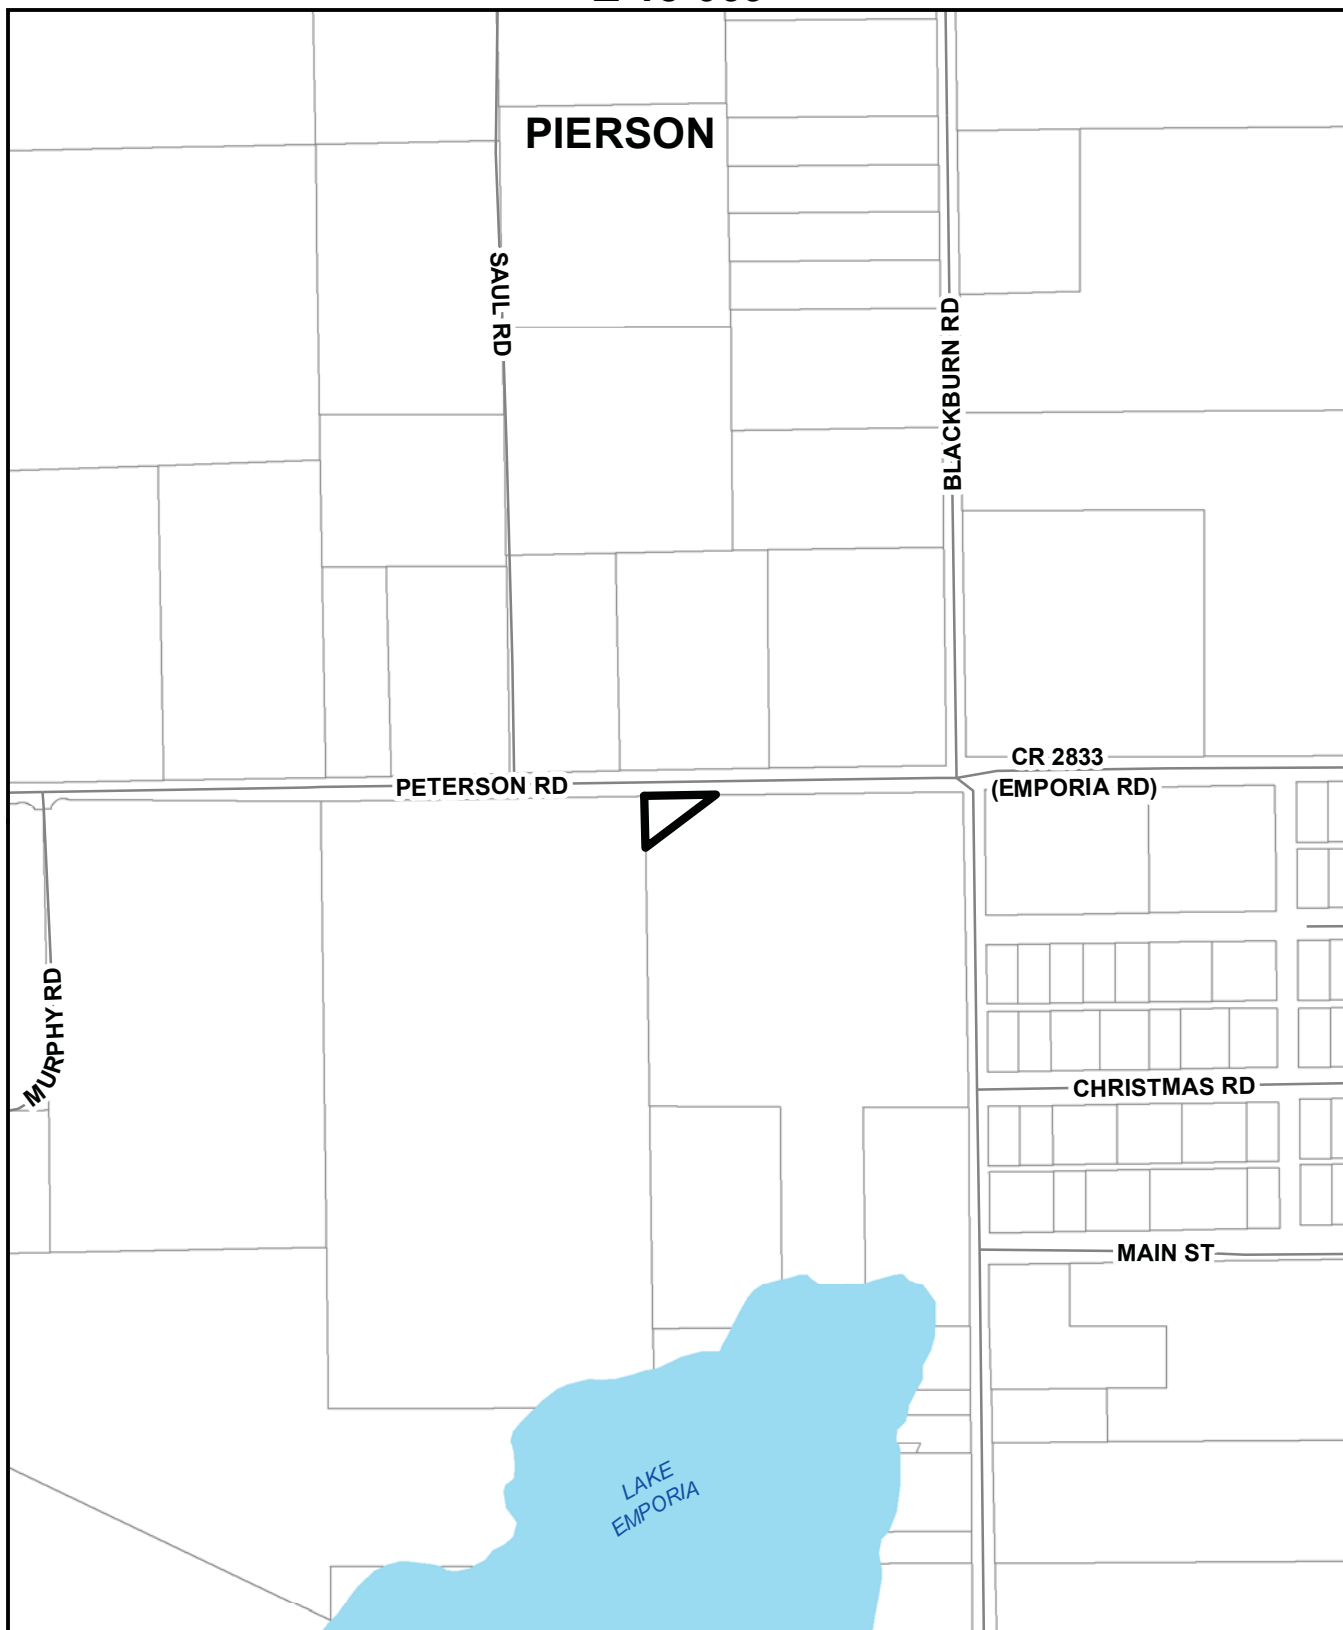 PIERSON
SAUL RD
BLACKBURN RD
CR 2833
(EMPORIA RD)
PETERSON RD
MURPHY RD
CHRISTMAS RD
MAIN ST
LAKE
EMPORIA